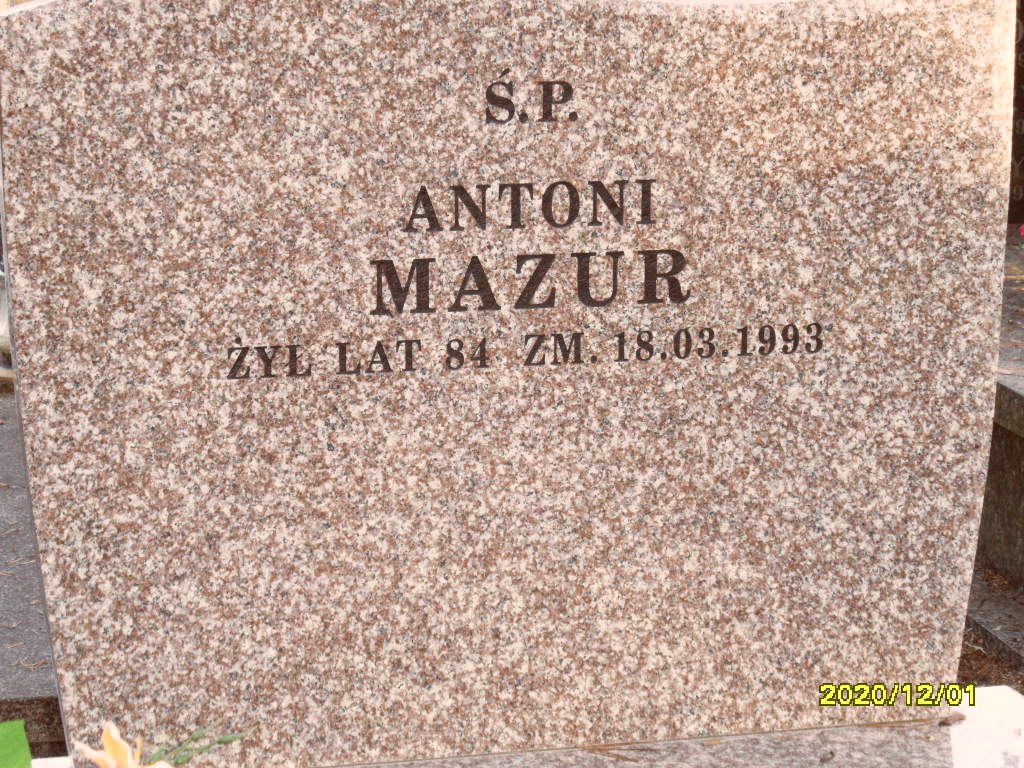 Ś.P.
ANTONI
MAZUR
ŻYŁ LAT 84 ZM. 18.03.1993
2020/12/01